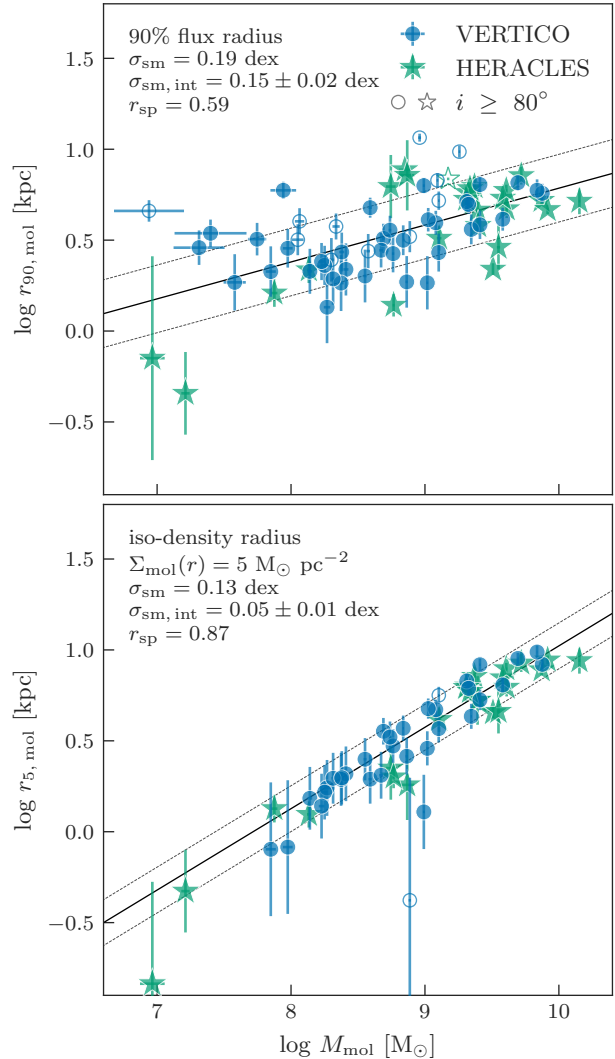 90% flux radius
σsm = 0.19 dex
σsm, int = 0.15 ± 0.02 dex
rsp = 0.59
VERTICO
HERACLES
i ≥ 80°
1.5
1.0
0.5
0.0
−0.5
log r90, mol [kpc]
iso-density radius
Σmol(r) = 5 M⊙ pc−2
σsm = 0.13 dex
σsm, int = 0.05 ± 0.01 dex
rsp = 0.87
1.5
1.0
0.5
0.0
−0.5
log r5, mol [kpc]
7 8 9 10
log Mmol [M⊙]